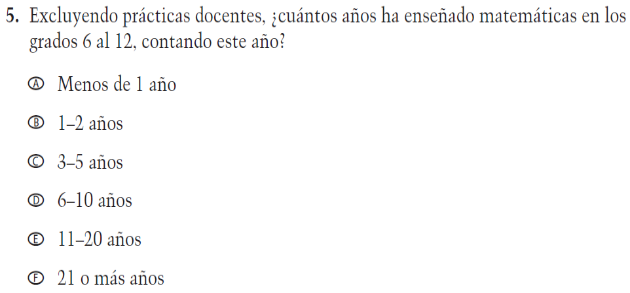 5. Excluyendo prácticas docentes, ¿cuántos años ha enseñado matemáticas en los
grados 6 al 12, contando este año?
Ⓐ Menos de 1 año
Ⓑ 1–2 años
Ⓒ 3–5 años
Ⓓ 6–10 años
Ⓔ 11–20 años
Ⓕ 21 o más años